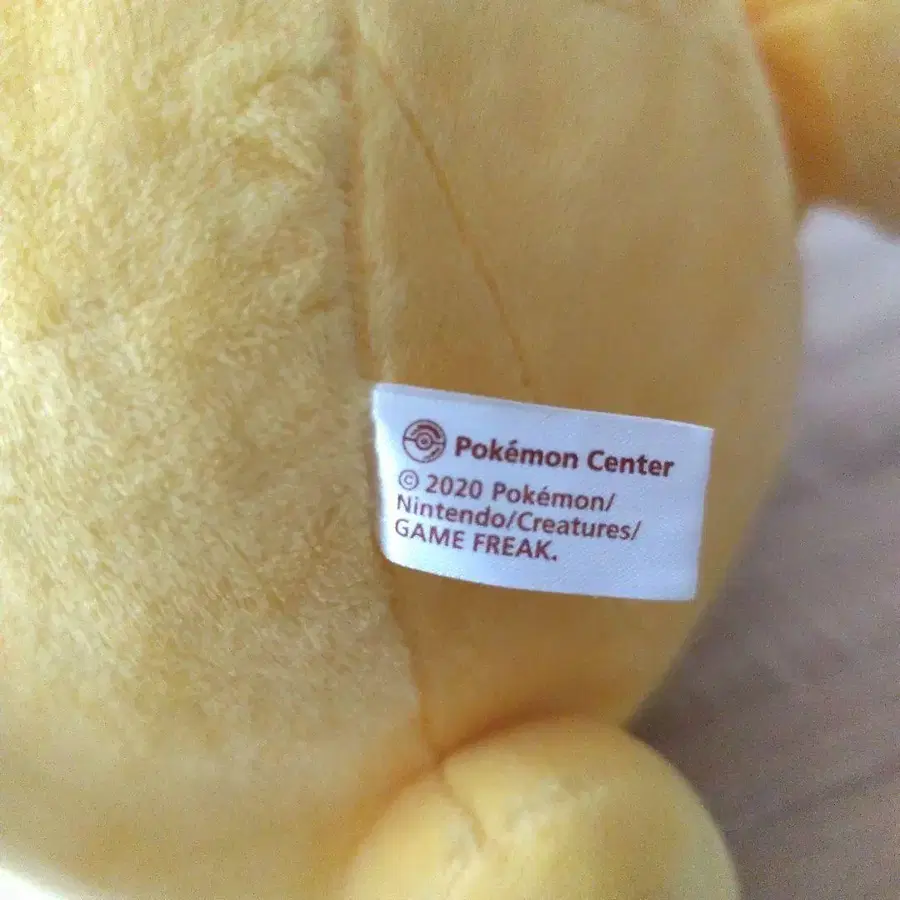 Pokémon Center
© 2020 Pokémon/
Nintendo/Creatures/
GAME FREAK.